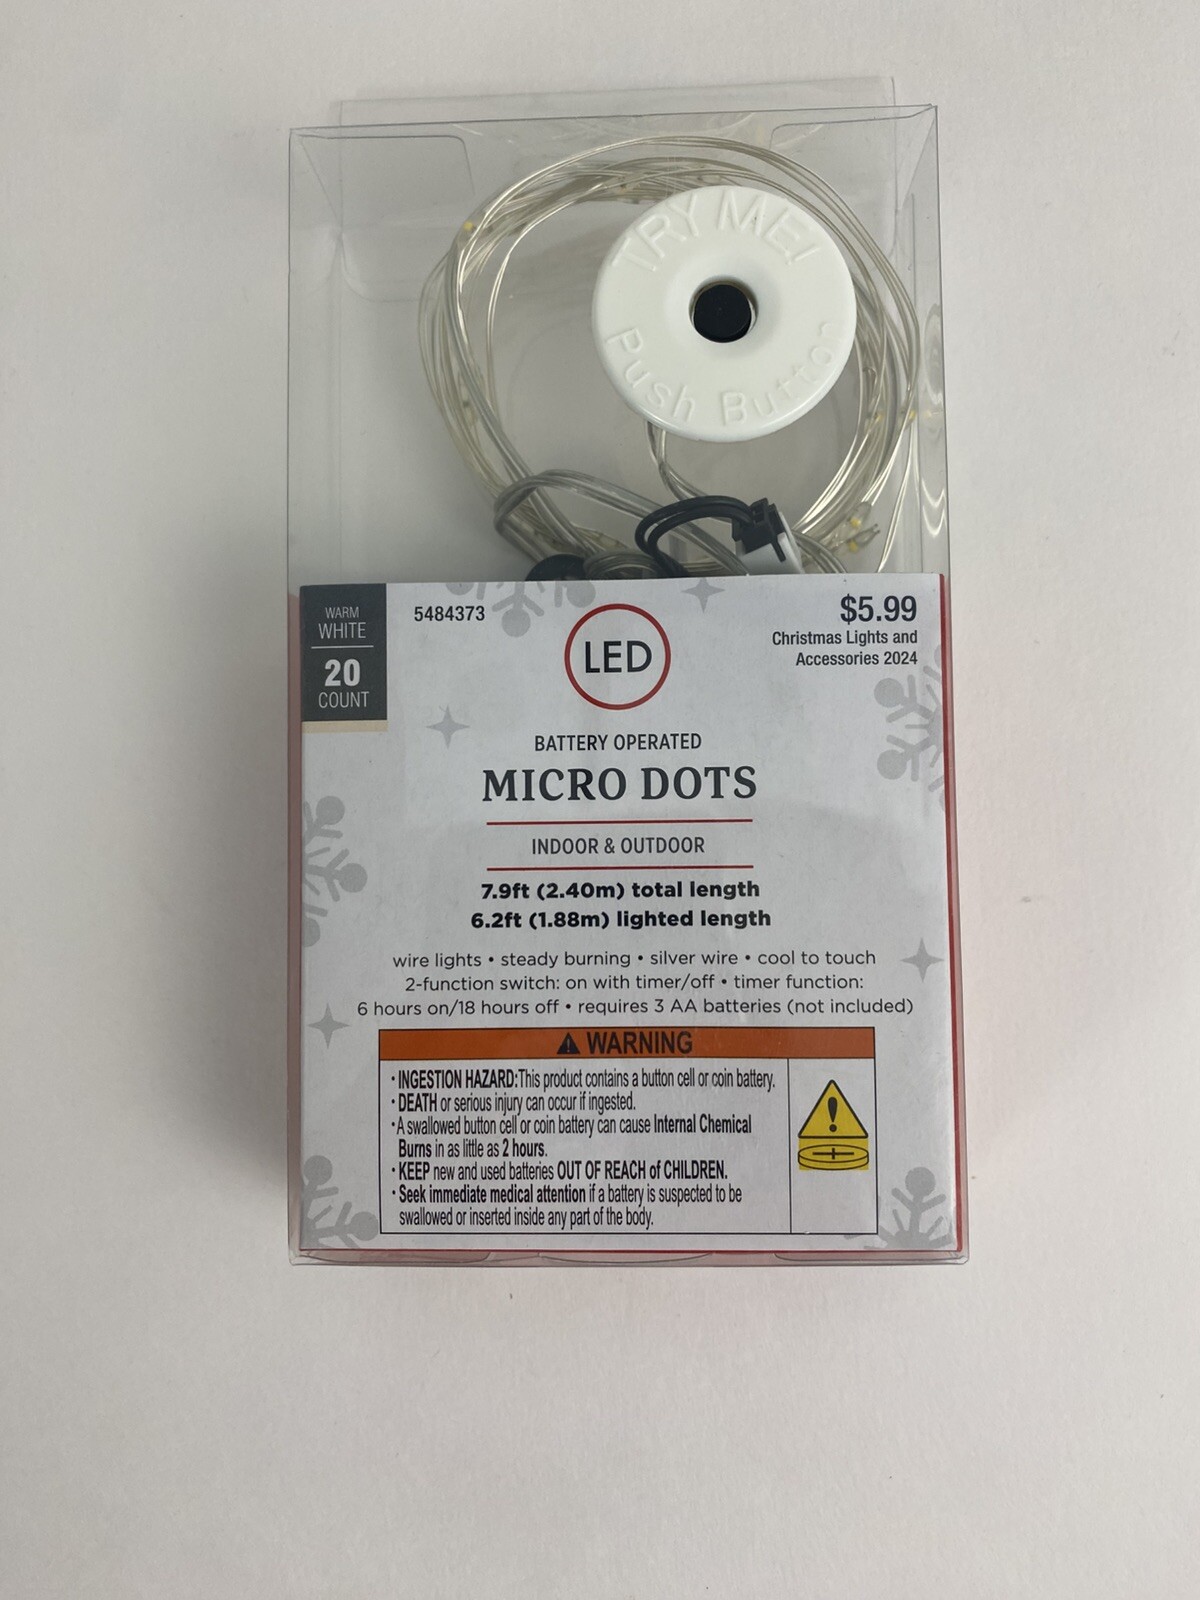 TRY ME!
Push Button
WARM
WHITE
20
COUNT
5484373
LED
$5.99
Christmas Lights and
Accessories 2024
BATTERY OPERATED
MICRO DOTS
INDOOR & OUTDOOR
7.9ft (2.40m) total length
6.2ft (1.88m) lighted length
wire lights • steady burning • silver wire • cool to touch
2-function switch: on with timer/off • timer function:
6 hours on/18 hours off • requires 3 AA batteries (not included)
⚠ WARNING
• INGESTION HAZARD:This product contains a button cell or coin battery.
• DEATH or serious injury can occur if ingested.
• A swallowed button cell or coin battery can cause Internal Chemical
Burns in as little as 2 hours.
• KEEP new and used batteries OUT OF REACH of CHILDREN.
• Seek immediate medical attention if a battery is suspected to be
swallowed or inserted inside any part of the body.